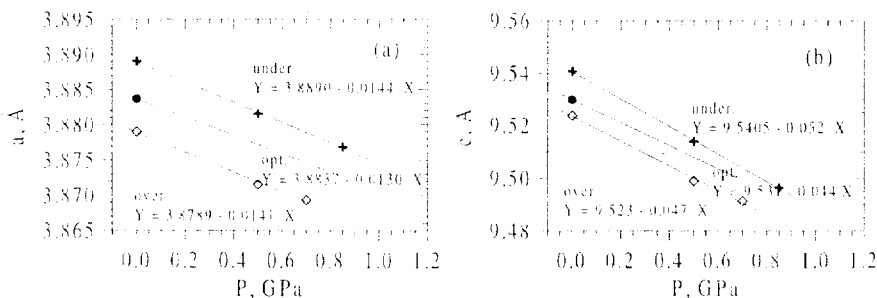 3.895
3.890
3.885
3.880
3.875
3.870
3.865
a, A
(a)
under
Y = 3.8890 - 0.0144 X
opt.
Y = 3.8837 - 0.0130 X
over
Y = 3.8789 - 0.0141 X
0.0 0.2 0.4 0.6 0.8 1.0 1.2
P, GPa
9.56
9.54
9.52
9.50
9.48
c, A
(b)
under.
Y = 9.5405 - 0.052 X
opt.
- 0.044 X
over
Y = 9.523 - 0.047 X
0.0 0.2 0.4 0.6 0.8 1.0 1.2
P, GPa